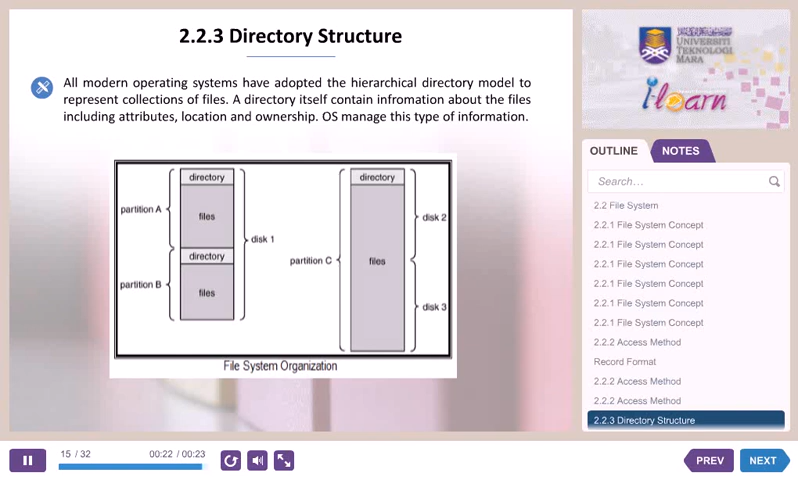 2.2.3 Directory Structure
All modern operating systems have adopted the hierarchical directory model to
represent collections of files. A directory itself contain infromation about the files
including attributes, location and ownership. OS manage this type of information.
directory
partition A
files
disk 1
directory
partition B
files
directory
disk 2
partition C
files
disk 3
File System Organization
UNIVERSITI
TEKNOLOGI
MARA
i-learn
OUTLINE
NOTES
Search...
2.2 File System
2.2.1 File System Concept
2.2.1 File System Concept
2.2.1 File System Concept
2.2.1 File System Concept
2.2.1 File System Concept
2.2.1 File System Concept
2.2.2 Access Method
Record Format
2.2.2 Access Method
2.2.2 Access Method
2.2.3 Directory Structure
15 / 32
00:22 / 00:23
PREV
NEXT